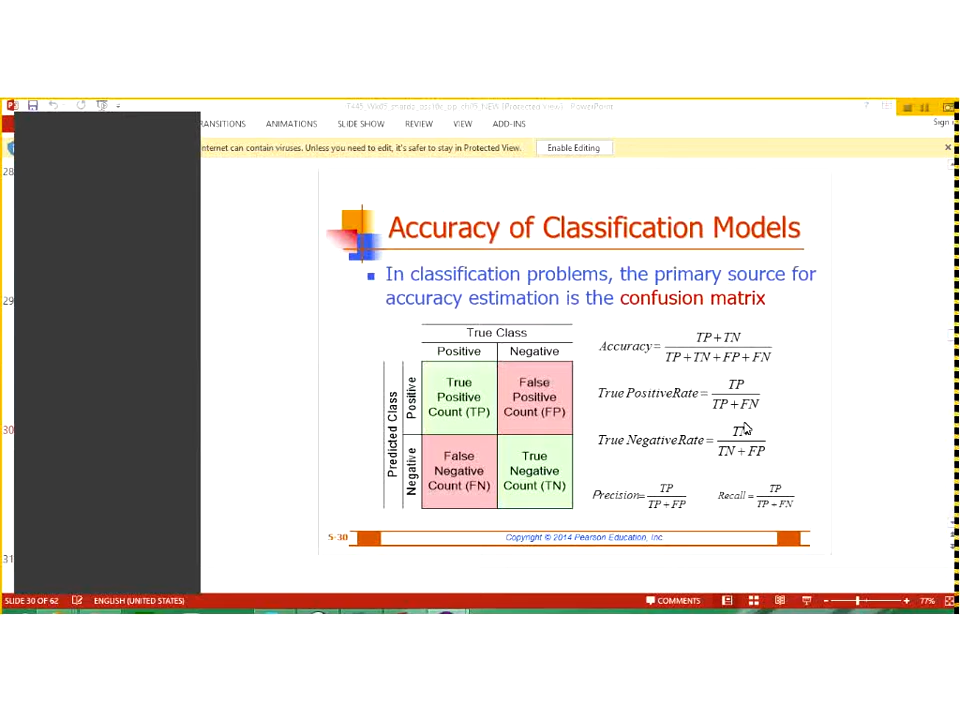 RANSITIONS ANIMATIONS SLIDE SHOW REVIEW VIEW ADD-INS
Sign
nternet can contain viruses. Unless you need to edit, it's safer to stay in Protected View. Enable Editing
28
29
30
31
Accuracy of Classification Models
In classification problems, the primary source for
accuracy estimation is the confusion matrix
True Class
Positive Negative
Predicted Class
Positive
Negative
True
Positive
Count (TP)
False
Positive
Count (FP)
False
Negative
Count (FN)
True
Negative
Count (TN)
Accuracy = TP + TN / TP + TN + FP + FN
True Positive Rate = TP / TP + FN
True Negative Rate = TN / TN + FP
Precision = TP / TP + FP
Recall = TP / TP + FN
5-30
Copyright © 2014 Pearson Education, Inc
SLIDE 30 OF 62 ENGLISH (UNITED STATES) COMMENTS 77%